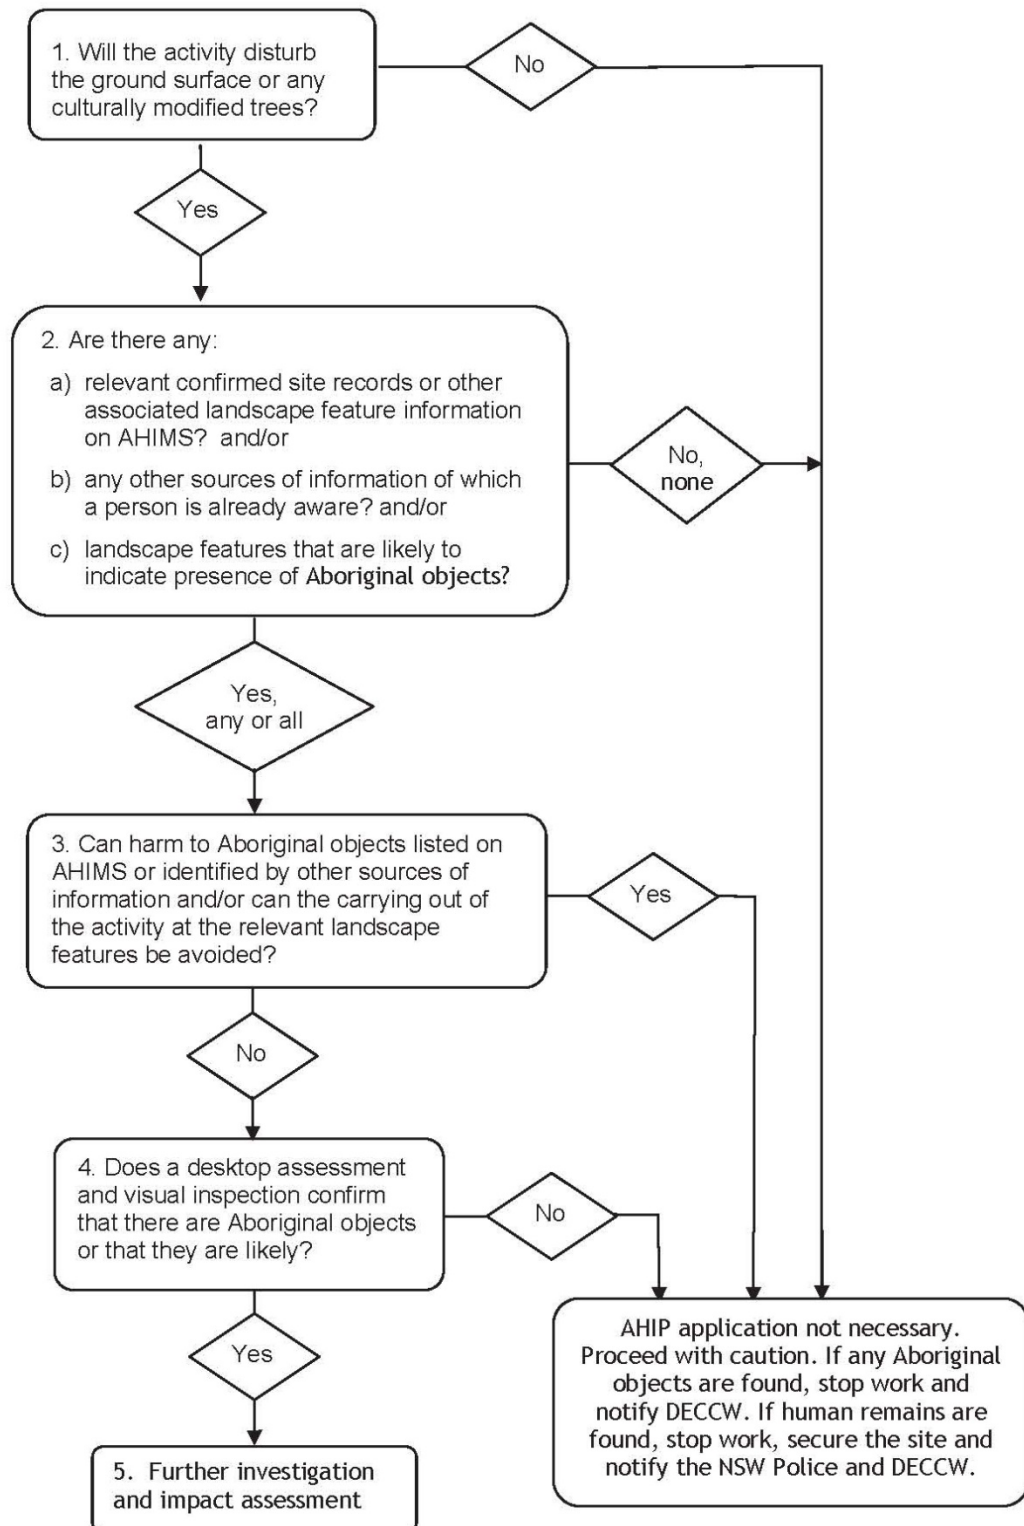 1. Will the activity disturb
the ground surface or any
culturally modified trees?
No
Yes
2. Are there any:
a) relevant confirmed site records or other
associated landscape feature information
on AHIMS? and/or
b) any other sources of information of which
a person is already aware? and/or
c) landscape features that are likely to
indicate presence of Aboriginal objects?
No,
none
Yes,
any or all
3. Can harm to Aboriginal objects listed on
AHIMS or identified by other sources of
information and/or can the carrying out of
the activity at the relevant landscape
features be avoided?
Yes
No
4. Does a desktop assessment
and visual inspection confirm
that there are Aboriginal objects
or that they are likely?
No
Yes
AHIP application not necessary.
Proceed with caution. If any Aboriginal
objects are found, stop work and
notify DECCW. If human remains are
found, stop work, secure the site and
notify the NSW Police and DECCW.
5. Further investigation
and impact assessment